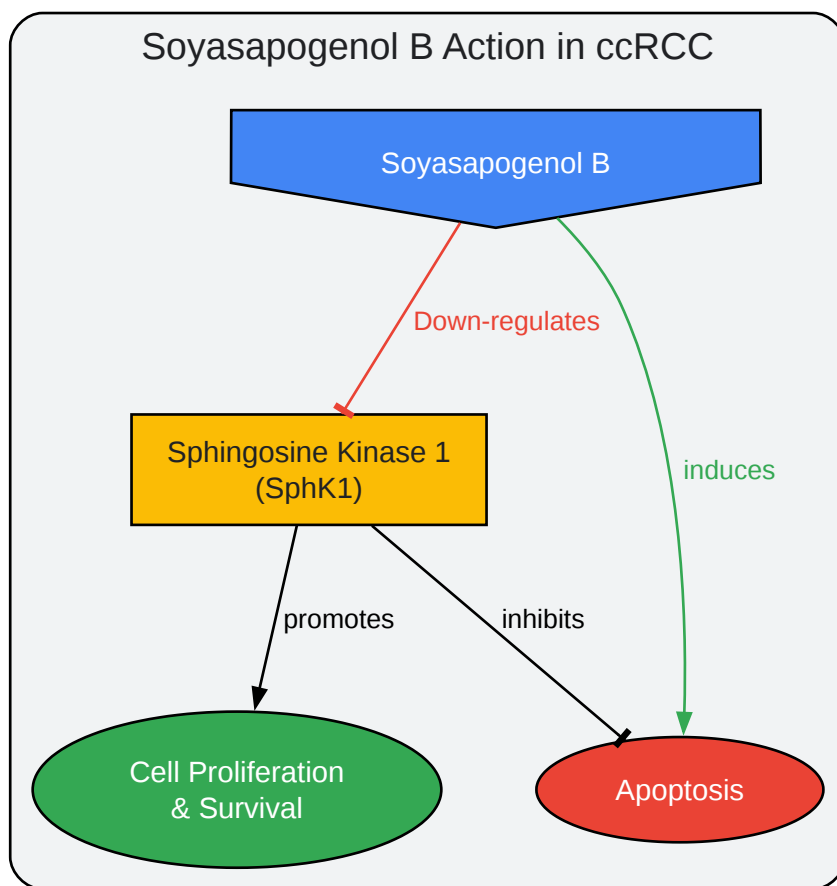 Soyasapogenol B Action in ccRCC
Soyasapogenol B
Down-regulates
Sphingosine Kinase 1
(SphK1)
induces
promotes
inhibits
Cell Proliferation
& Survival
Apoptosis